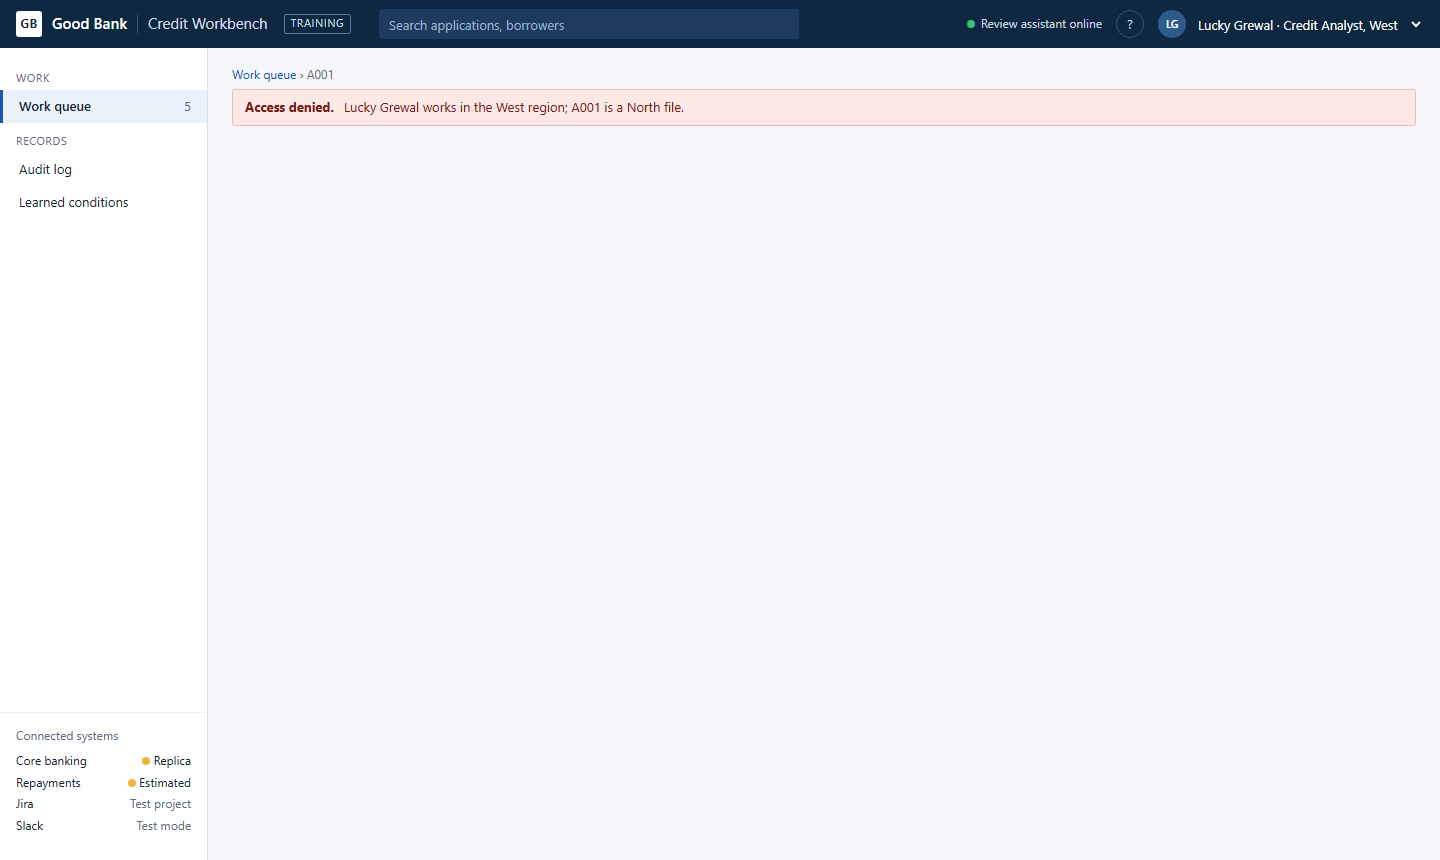 GB Good Bank Credit Workbench TRAINING Search applications, borrowers Review assistant online ? LG Lucky Grewal · Credit Analyst, West
WORK
Work queue 5
RECORDS
Audit log
Learned conditions
Work queue › A001
Access denied. Lucky Grewal works in the West region; A001 is a North file.
Connected systems
Core banking Replica
Repayments Estimated
Jira Test project
Slack Test mode